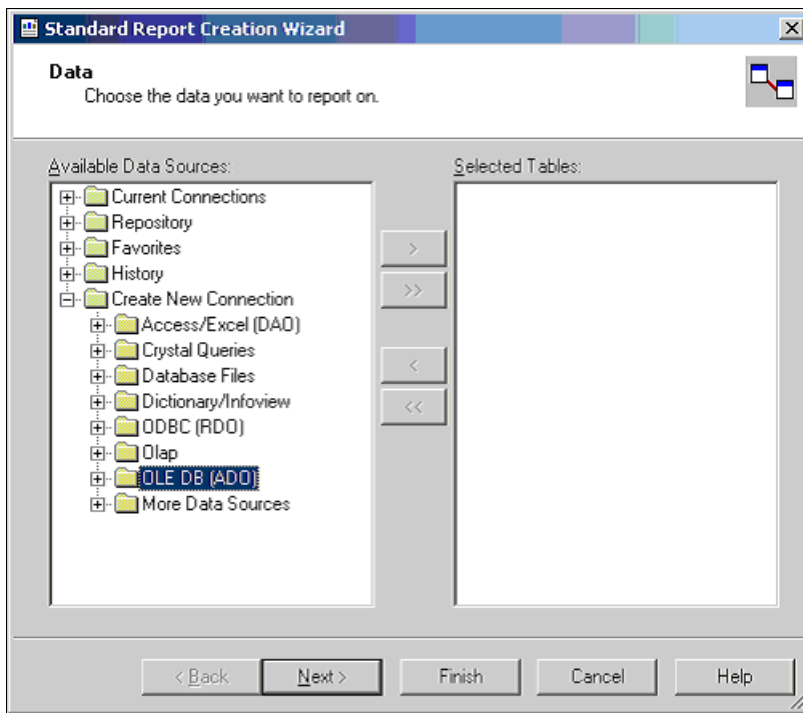 Standard Report Creation Wizard
Data
Choose the data you want to report on.
Available Data Sources:
Selected Tables:
Current Connections
Repository
Favorites
History
Create New Connection
Access/Excel (DAO)
Crystal Queries
Database Files
Dictionary/Infoview
ODBC (RDO)
Olap
OLE DB (ADO)
More Data Sources
>
>>
<
<<
< Back
Next >
Finish
Cancel
Help